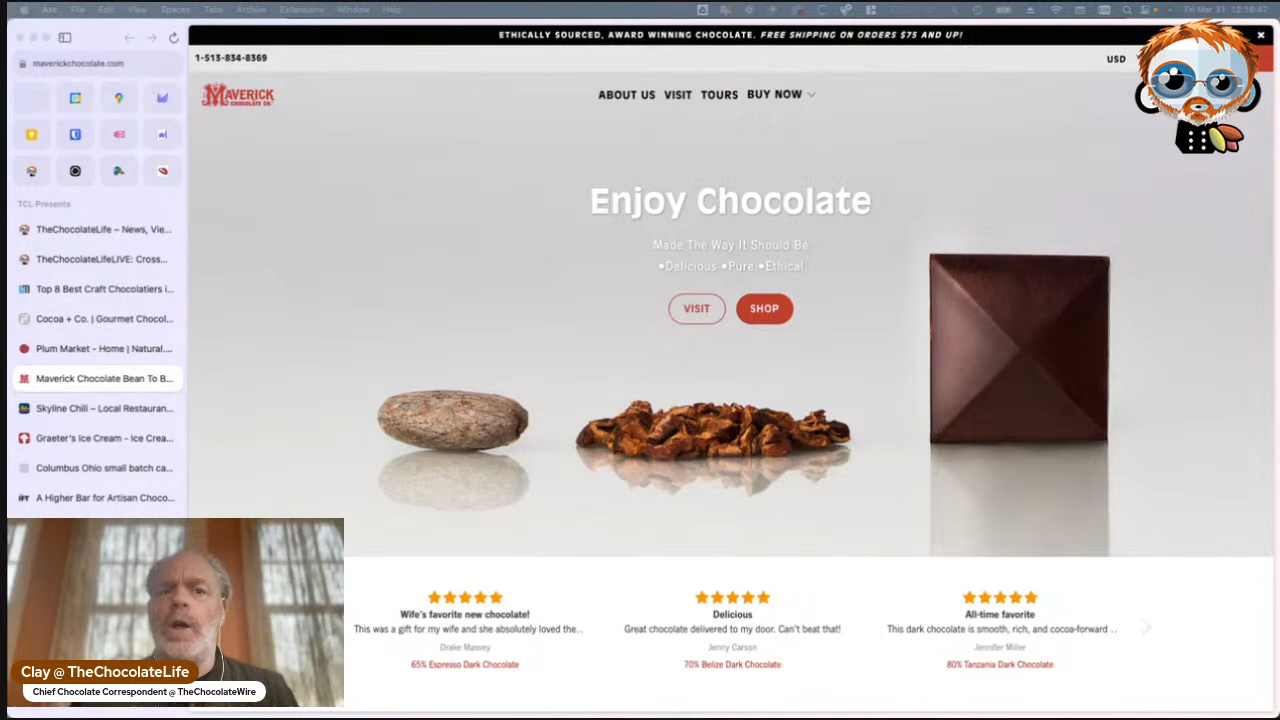 Arc File Edit View Spaces Tabs Archive Extensions Window Help
Fri Mar 31 12:16:47
ETHICALLY SOURCED, AWARD WINNING CHOCOLATE. FREE SHIPPING ON ORDERS $75 AND UP!
maverickchocolate.com
1-513-834-8369
USD
MAVERICK
CHOCOLATE CO.
ABOUT US VISIT TOURS BUY NOW
Enjoy Chocolate
Made The Way It Should Be
•Delicious •Pure •Ethical
VISIT
SHOP
TCL Presents
TheChocolateLife – News, Vie...
TheChocolateLifeLIVE: Cross...
Top 8 Best Craft Chocolatiers i...
Cocoa + Co. | Gourmet Chocol...
Plum Market - Home | Natural....
Maverick Chocolate Bean To B...
Skyline Chili – Local Restauran...
Graeter's Ice Cream - Ice Crea...
Columbus Ohio small batch ca...
A Higher Bar for Artisan Choco...
Wife's favorite new chocolate!
This was a gift for my wife and she absolutely loved the..
Drake Massey
65% Espresso Dark Chocolate
Delicious
Great chocolate delivered to my door. Can't beat that!
Jenny Carson
70% Belize Dark Chocolate
All-time favorite
This dark chocolate is smooth, rich, and cocoa-forward ..
Jennifer Miller
80% Tanzania Dark Chocolate
Clay @ TheChocolateLife
Chief Chocolate Correspondent @ TheChocolateWire